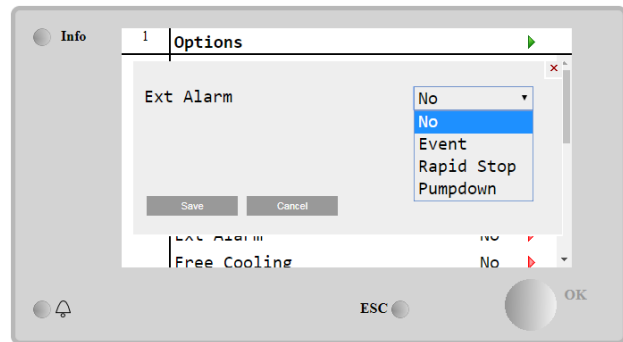 Info
1 Options
×
Ext Alarm No
No
Event
Rapid Stop
Pumpdown
Save Cancel
Ext Alarm No
Free Cooling No
ESC
OK